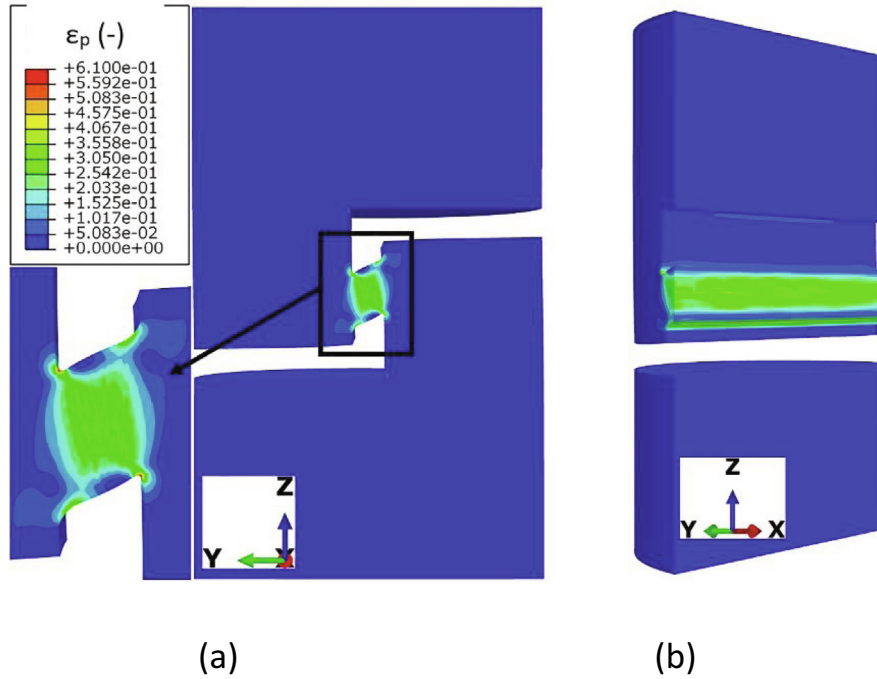 εp (-)
+6.100e-01
+5.592e-01
+5.083e-01
+4.575e-01
+4.067e-01
+3.558e-01
+3.050e-01
+2.542e-01
+2.033e-01
+1.525e-01
+1.017e-01
+5.083e-02
+0.000e+00
Z
Y X
Z
Y X
(a) (b)